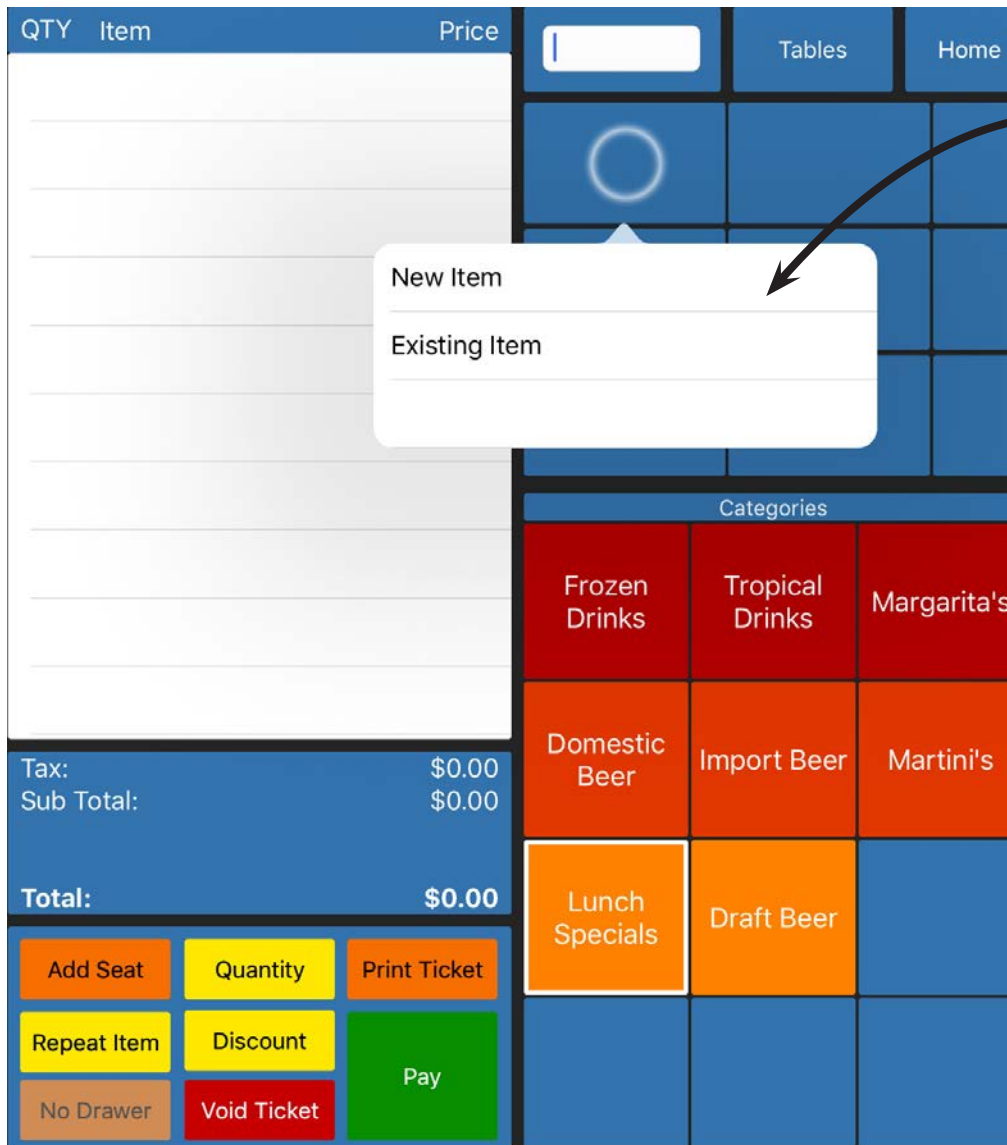 QTY Item Price
Tables Home
New Item
Existing Item
Categories
Frozen
Drinks
Tropical
Drinks
Margarita's
Domestic
Beer
Import Beer
Martini's
Lunch
Specials
Draft Beer
Tax: $0.00
Sub Total: $0.00
Total: $0.00
Add Seat Quantity Print Ticket
Repeat Item Discount
Pay
No Drawer Void Ticket